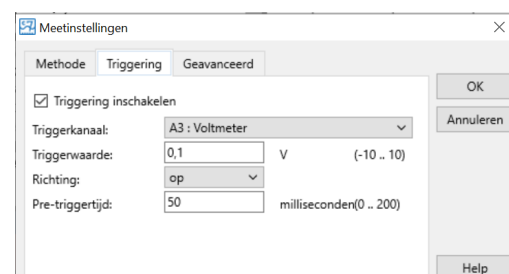 Meetinstellingen
Methode Triggering Geavanceerd
OK
Triggering inschakelen
Annuleren
Triggerkanaal: A3 : Voltmeter
Triggerwaarde: 0,1 V (-10 .. 10)
Richting: op
Pre-triggertijd: 50 milliseconden(0 .. 200)
Help